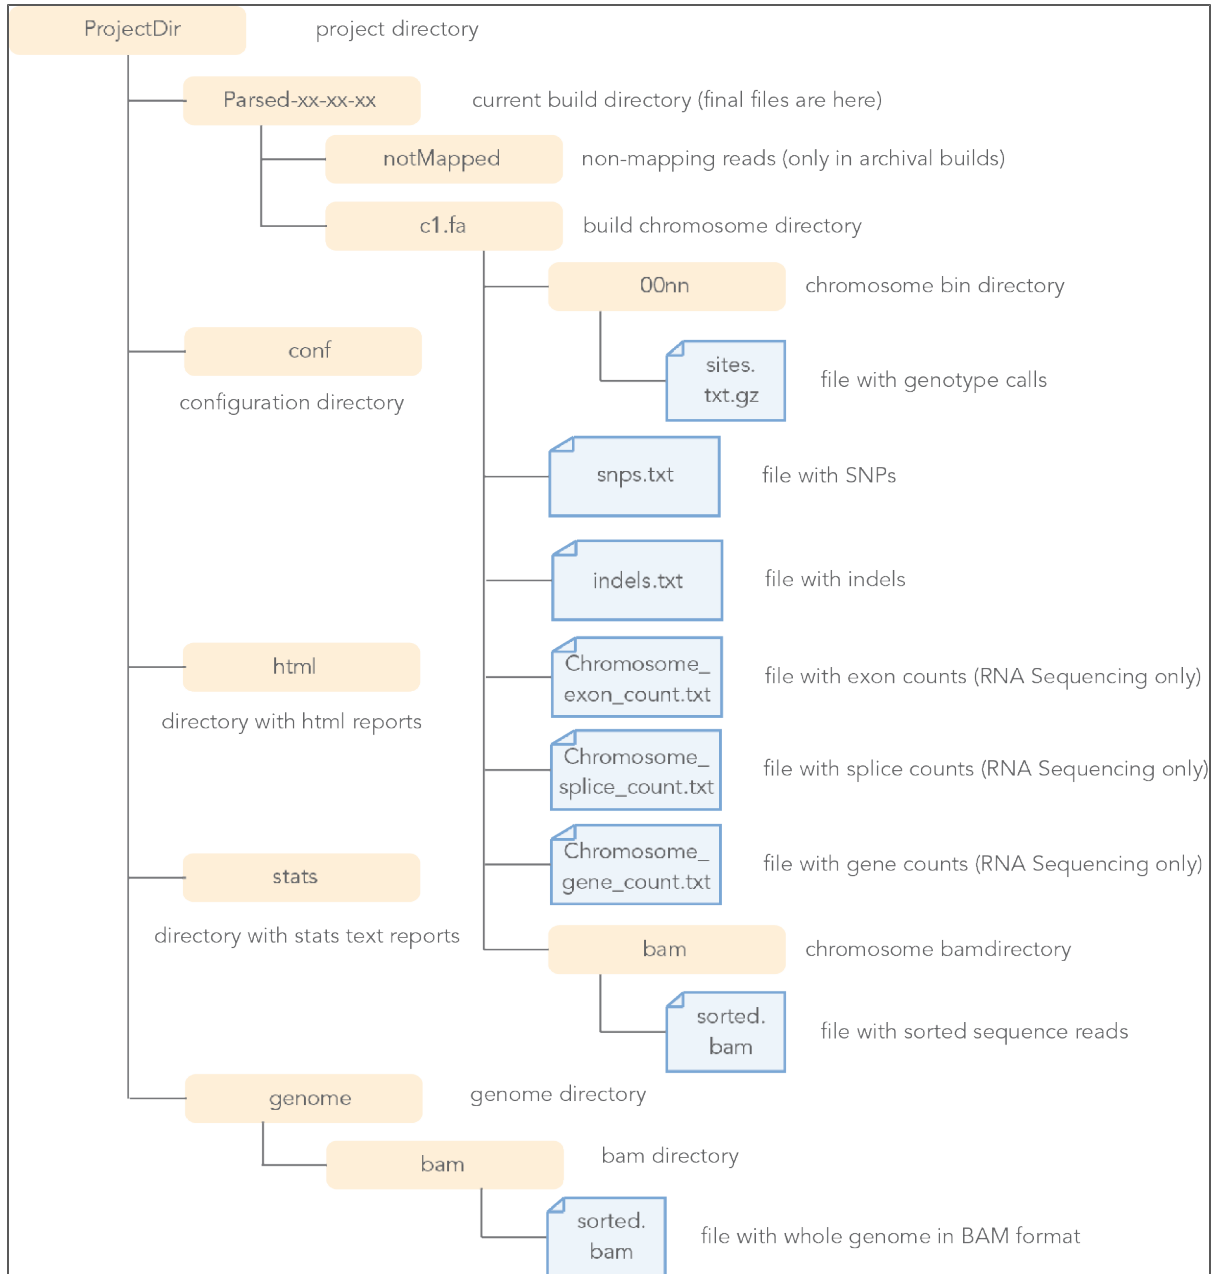 ProjectDir
project directory
Parsed-xx-xx-xx
current build directory (final files are here)
notMapped
non-mapping reads (only in archival builds)
c1.fa
build chromosome directory
00nn
chromosome bin directory
sites.
txt.gz
file with genotype calls
conf
configuration directory
snps.txt
file with SNPs
indels.txt
file with indels
html
directory with html reports
Chromosome_
exon_count.txt
file with exon counts (RNA Sequencing only)
Chromosome_
splice_count.txt
file with splice counts (RNA Sequencing only)
Chromosome_
gene_count.txt
file with gene counts (RNA Sequencing only)
stats
directory with stats text reports
bam
chromosome bamdirectory
sorted.
bam
file with sorted sequence reads
genome
genome directory
bam
bam directory
sorted.
bam
file with whole genome in BAM format